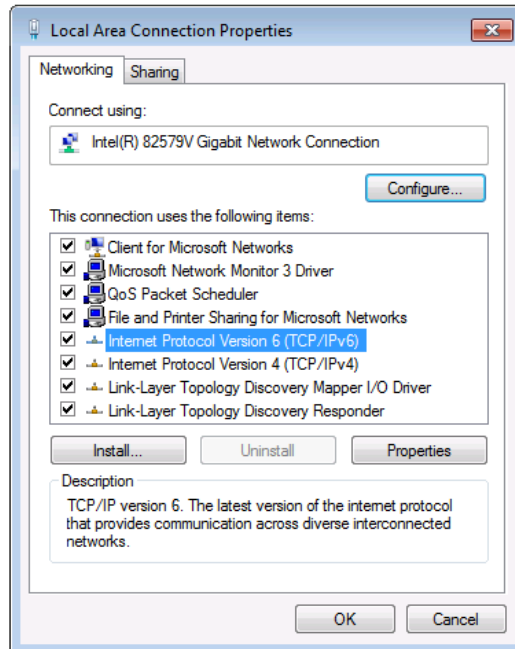 Local Area Connection Properties
Networking
Sharing
Connect using:
Intel(R) 82579V Gigabit Network Connection
Configure...
This connection uses the following items:
Client for Microsoft Networks
Microsoft Network Monitor 3 Driver
QoS Packet Scheduler
File and Printer Sharing for Microsoft Networks
Internet Protocol Version 6 (TCP/IPv6)
Internet Protocol Version 4 (TCP/IPv4)
Link-Layer Topology Discovery Mapper I/O Driver
Link-Layer Topology Discovery Responder
Install...
Uninstall
Properties
Description
TCP/IP version 6. The latest version of the internet protocol
that provides communication across diverse interconnected
networks.
OK
Cancel